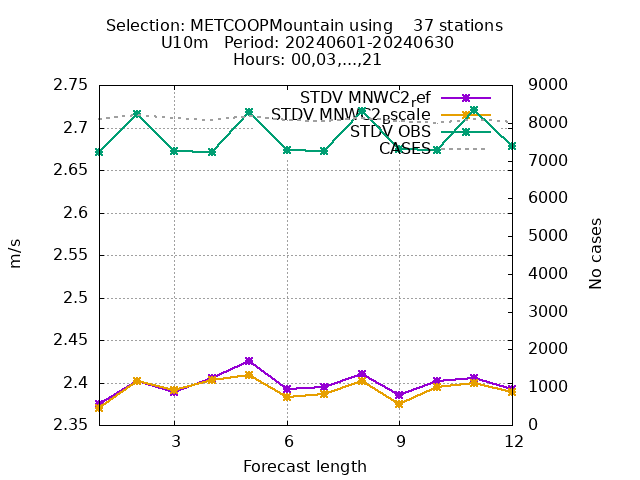 Selection: METCOOPMountain using    37 stations
U10m   Period: 20240601-20240630
Hours: 00,03,...,21
STDV MNWC2ref
STDV MNWC2Bscale
STDV OBS
CASES
2.75
2.7
2.65
2.6
2.55
2.5
2.45
2.4
2.35
9000
8000
7000
6000
5000
4000
3000
2000
1000
0
m/s
No cases
3
6
9
12
Forecast length